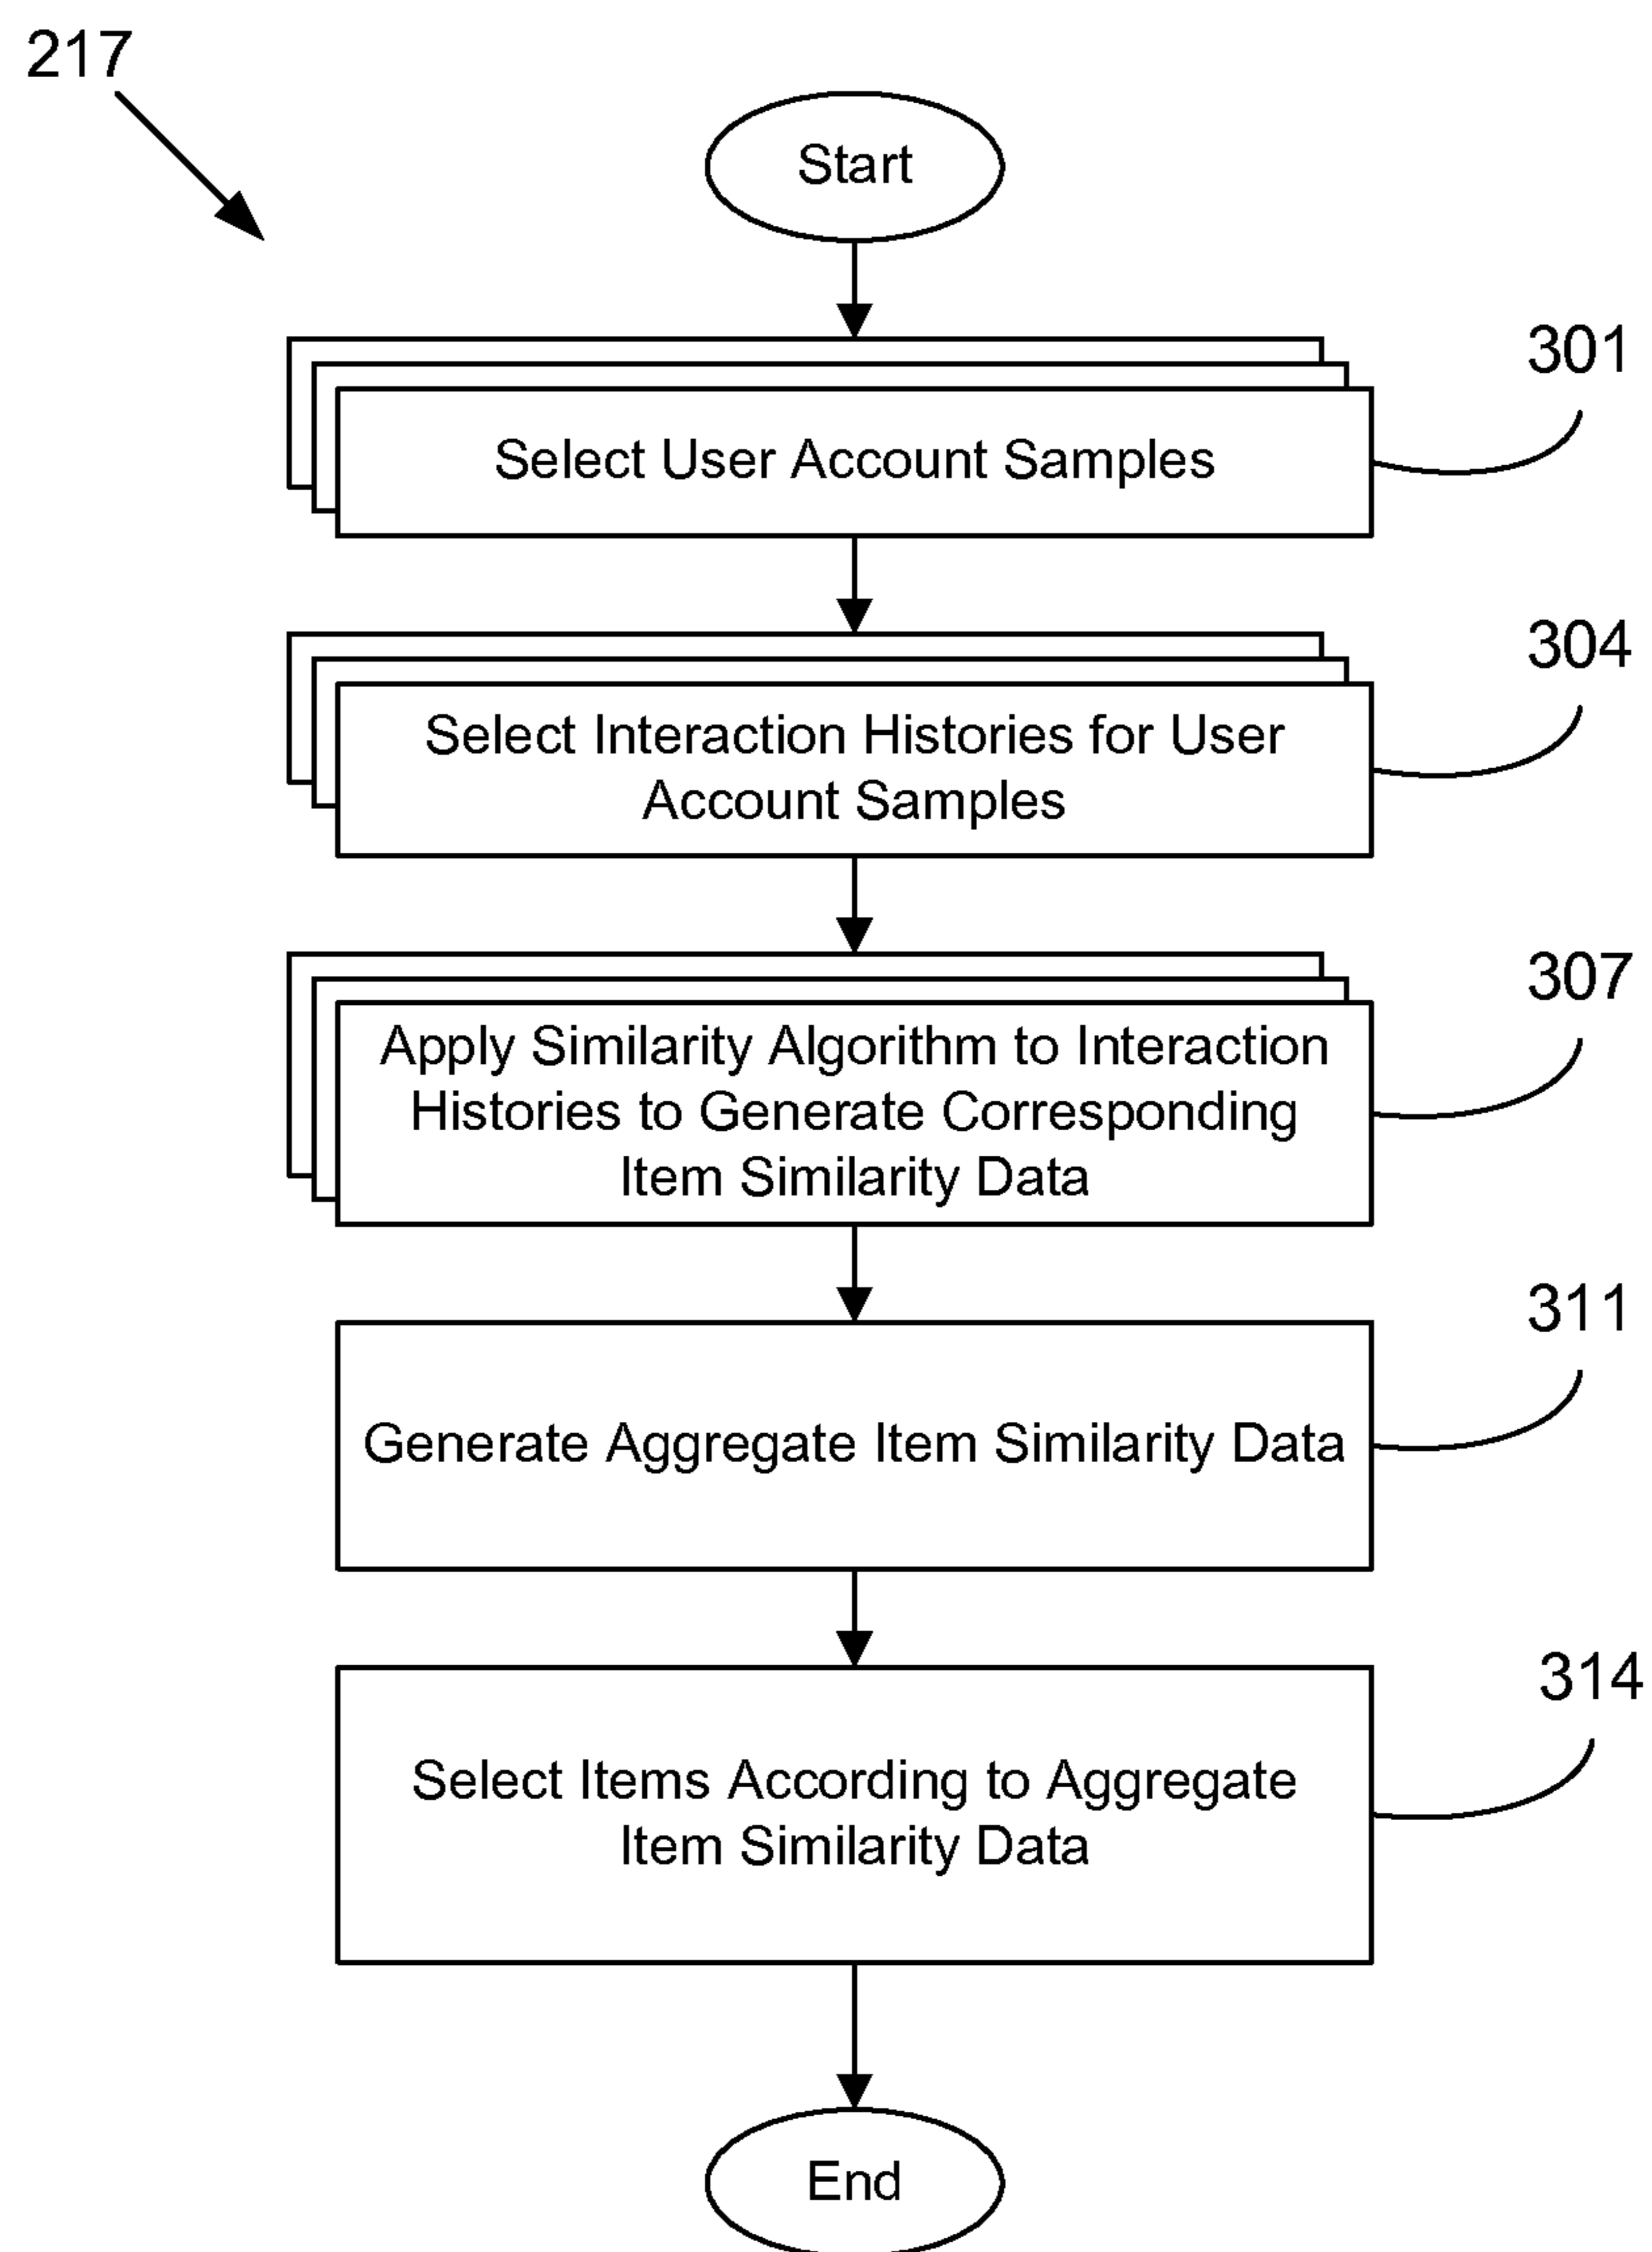 217
Start
301
Select User Account Samples
304
Select Interaction Histories for User
Account Samples
307
Apply Similarity Algorithm to Interaction
Histories to Generate Corresponding
Item Similarity Data
311
Generate Aggregate Item Similarity Data
314
Select Items According to Aggregate
Item Similarity Data
End